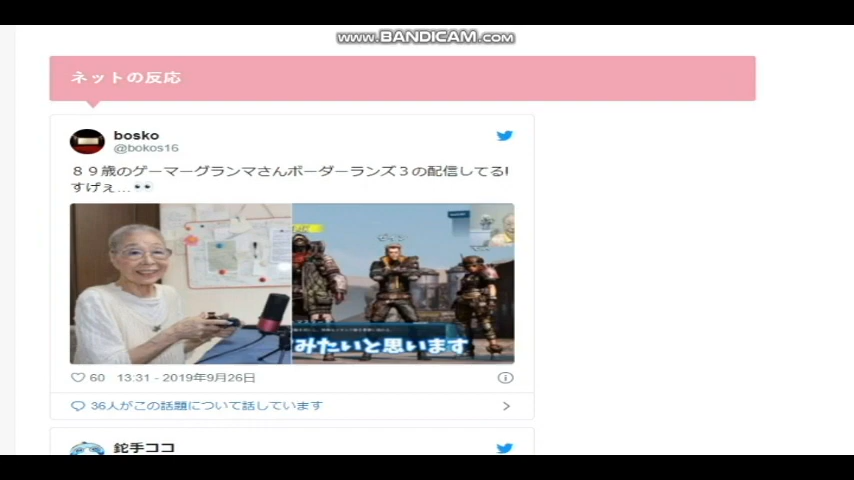 www.BANDICAM.com
ネットの反応
bosko
@bokos16
８９歳のゲーマーグランマさんボーダーランズ３の配信してる!
すげぇ…👀
みたいと思います
60 13:31 - 2019年9月26日
36人がこの話題について話しています
鉈手ココ